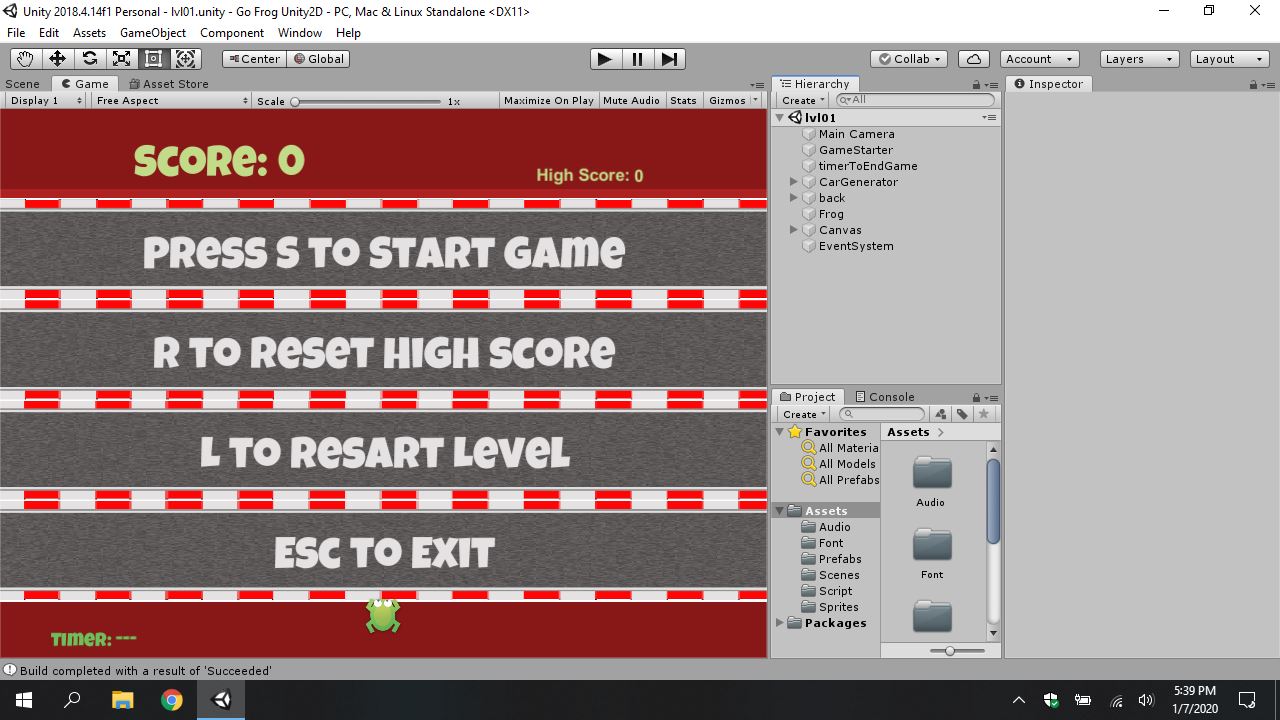 Unity 2018.4.14f1 Personal - lvl01.unity - Go Frog Unity2D - PC, Mac & Linux Standalone <DX11>
File Edit Assets GameObject Component Window Help
Center Global Collab Account Layers Layout
Scene Game Asset Store
Display 1 Free Aspect Scale 1x Maximize On Play Mute Audio Stats Gizmos
Score: 0
High Score: 0
Press S to Start Game
R to Reset High Score
L to Resart Level
Esc to Exit
Timer: ---
Hierarchy
Create All
lvl01
Main Camera
GameStarter
timerToEndGame
CarGenerator
back
Frog
Canvas
EventSystem
Inspector
Project Console
Create
Favorites
All Materia
All Models
All Prefabs
Assets
Audio
Font
Prefabs
Scenes
Script
Sprites
Packages
Assets
Audio
Font
Build completed with a result of 'Succeeded'
5:39 PM
1/7/2020